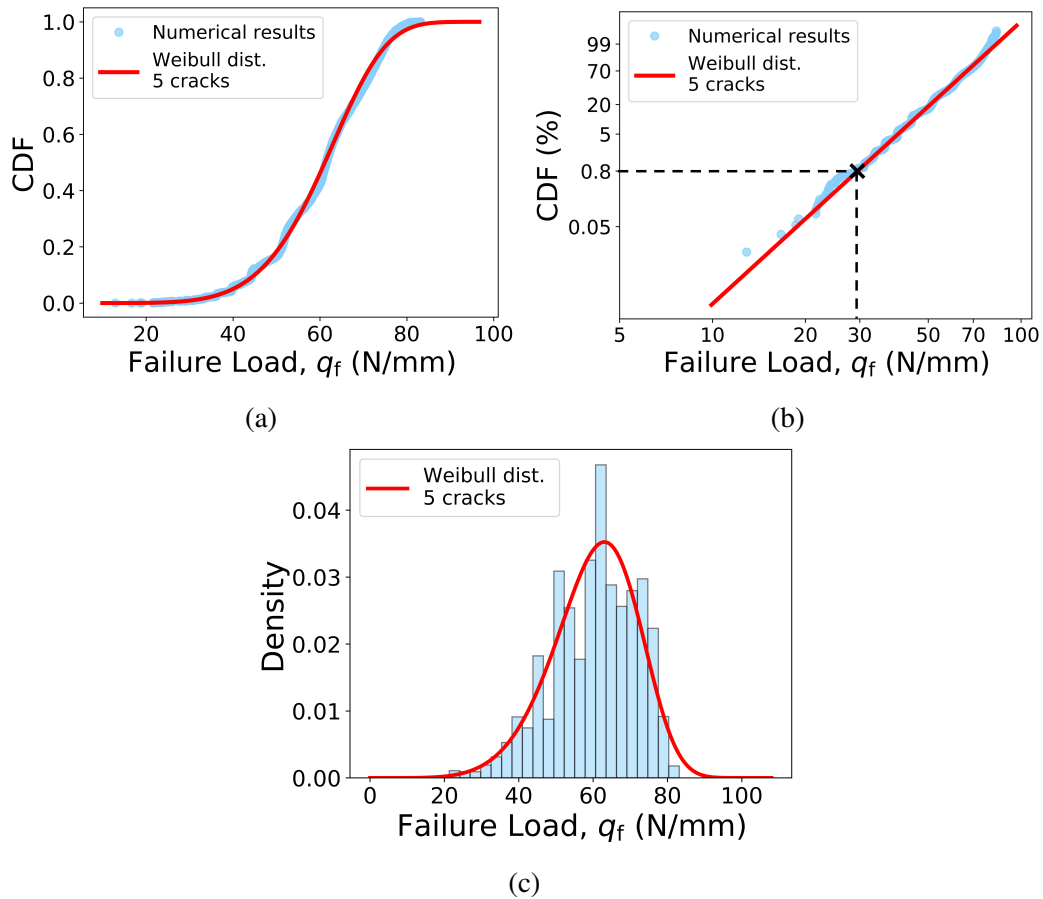 1.0
0.8
0.6
0.4
0.2
0.0
CDF
Numerical results
Weibull dist.
5 cracks
20 40 60 80 100
Failure Load, qf (N/mm)
(a)
99
70
20
5
0.8
0.05
CDF (%)
Numerical results
Weibull dist.
5 cracks
5 10 20 30 50 70 100
Failure Load, qf (N/mm)
(b)
0.04
0.03
0.02
0.01
0.00
Density
Weibull dist.
5 cracks
0 20 40 60 80 100
Failure Load, qf (N/mm)
(c)